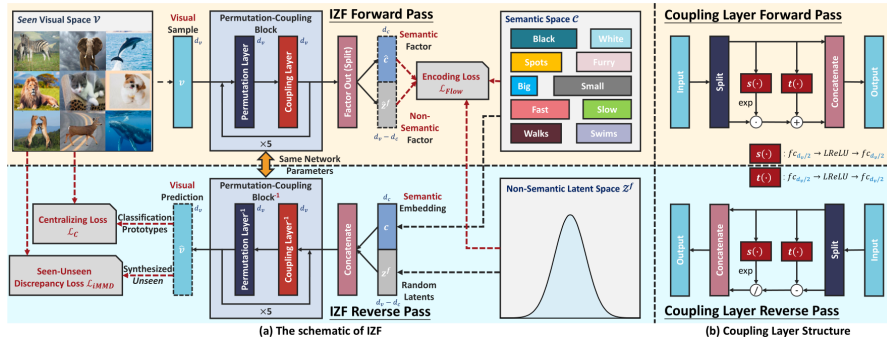 Seen Visual Space 𝒱
IZF Forward Pass
Visual
Sample
d_v
v
Permutation-Coupling
Block
d_v
d_v
Permutation Layer
Coupling Layer
×5
Factor Out (Split)
d_c
ĉ
ẑ^f
d_v − d_c
Semantic
Factor
Non-
Semantic
Factor
Encoding Loss
ℒ_Flow
Semantic Space 𝒞
Black
White
Spots
Furry
Big
Small
Fast
Slow
Walks
Swims
Same Network
Parameters
Centralizing Loss
ℒ_C
Classification
Prototypes
Seen-Unseen
Discrepancy Loss ℒ_iMMD
Synthesized
Unseen
Visual
Prediction
d_v
Permutation-Coupling
Block⁻¹
d_v
d_v
Permutation Layer⁻¹
Coupling Layer⁻¹
×5
Concatenate
Semantic
Embedding
d_c
c
z^f
d_v − d_c
Random
Latents
Non-Semantic Latent Space 𝒵^f
IZF Reverse Pass
(a) The schematic of IZF
Coupling Layer Forward Pass
Input
Split
s(·)
t(·)
exp
·
+
Concatenate
Output
s(·) : fc_{d_v/2} → LReLU → fc_{d_v/2}
t(·) : fc_{d_v/2} → LReLU → fc_{d_v/2}
Output
Concatenate
s(·)
t(·)
exp
/
-
Split
Input
Coupling Layer Reverse Pass
(b) Coupling Layer Structure